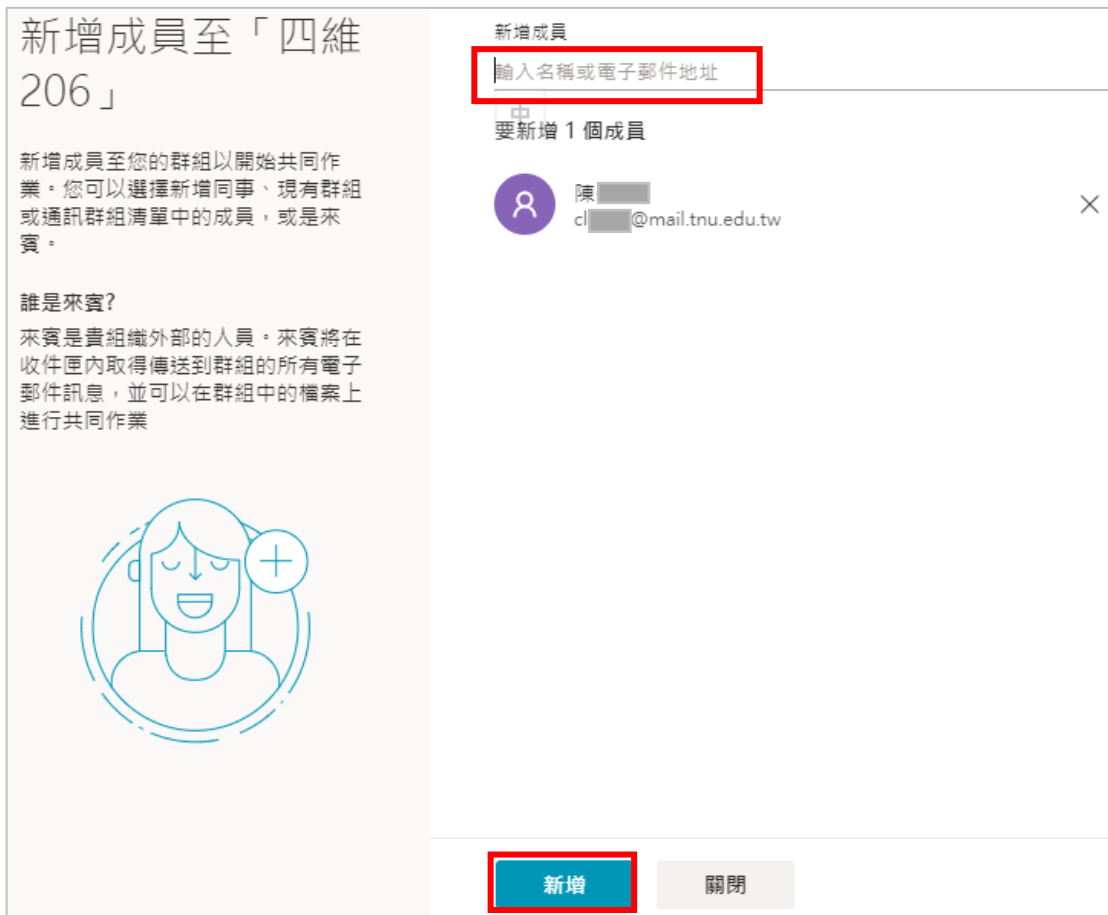 新增成員至「四維
206」
新增成員至您的群組以開始共同作
業。您可以選擇新增同事、現有群組
或通訊群組清單中的成員，或是來
賓。
誰是來賓?
來賓是貴組織外部的人員。來賓將在
收件匣內取得傳送到群組的所有電子
郵件訊息，並可以在群組中的檔案上
進行共同作業
新增成員
輸入名稱或電子郵件地址
中
要新增 1 個成員
陳
cl @mail.tnu.edu.tw
新增
關閉